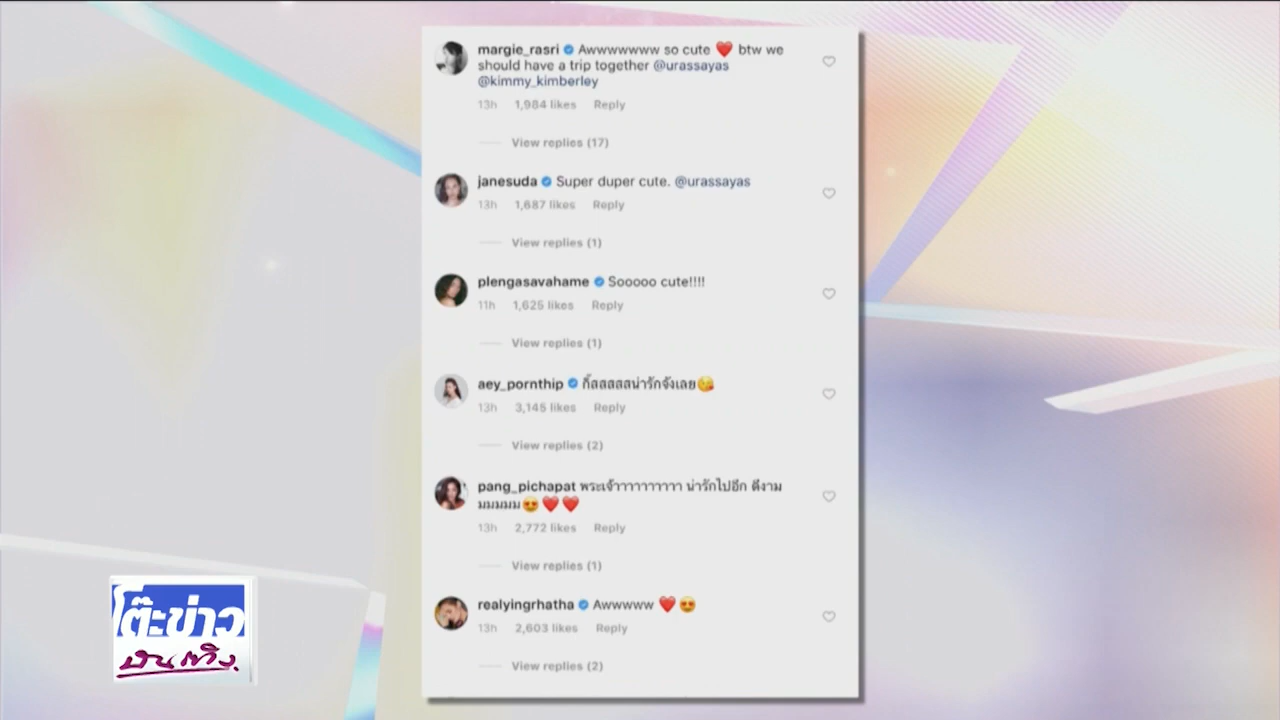 margie_rasri Awwwwwww so cute ❤️ btw we
should have a trip together @urassayas
@kimmy_kimberley
13h 1,984 likes Reply
View replies (17)
janesuda Super duper cute. @urassayas
13h 1,687 likes Reply
View replies (1)
plengasavahame Sooooo cute!!!!
11h 1,625 likes Reply
View replies (1)
aey_pornthip กิ๊สสสสสน่ารักจังเลย😘
13h 3,145 likes Reply
View replies (2)
pang_pichapat พระเจ้าาาาาาาาาาา น่ารักไปอีก ดีงาม
มมมมมม😍❤️❤️
13h 2,772 likes Reply
View replies (1)
realyingrhatha Awwwww ❤️😍
13h 2,603 likes Reply
View replies (2)
โต๊ะข่าว
บันเทิง